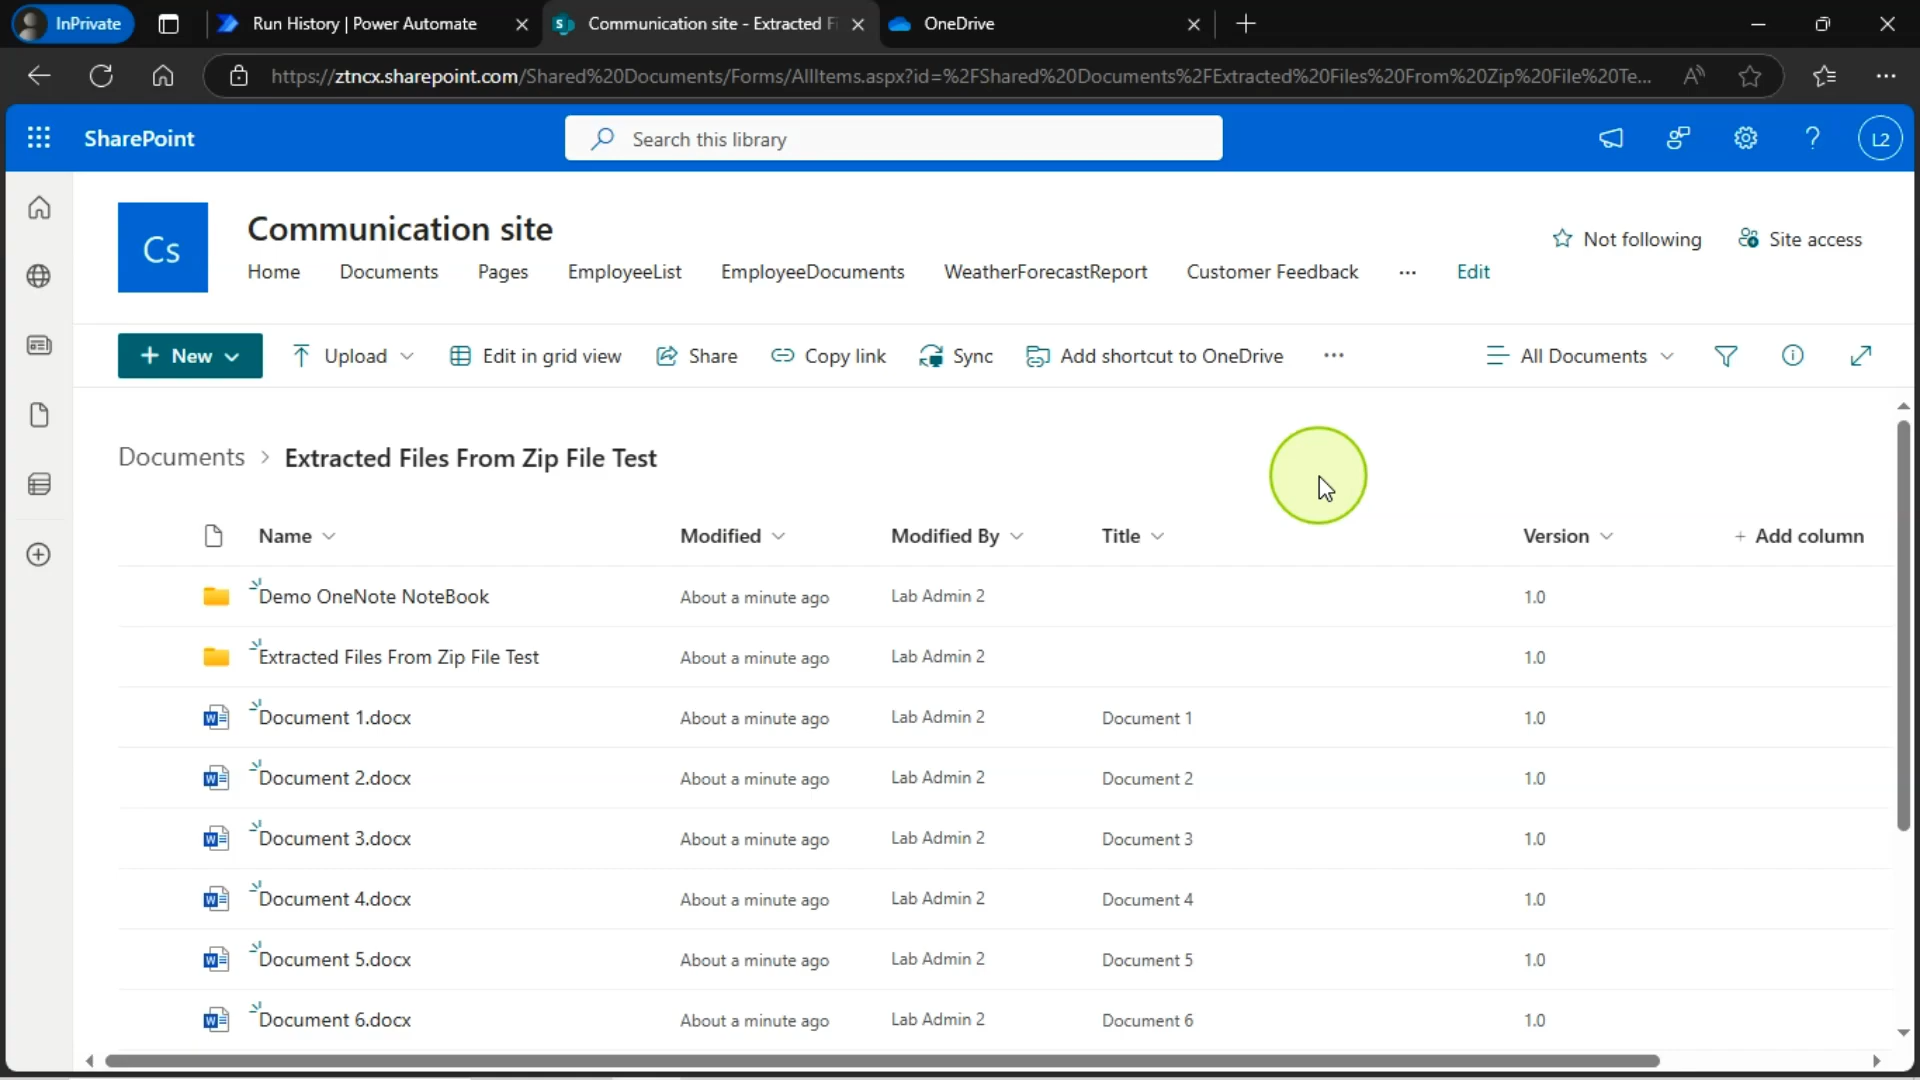 InPrivate
Run History | Power Automate
Communication site - Extracted Fi
OneDrive
https://ztncx.sharepoint.com/Shared%20Documents/Forms/AllItems.aspx?id=%2FShared%20Documents%2FExtracted%20Files%20From%20Zip%20File%20Te...
SharePoint
Search this library
L2
Cs
Communication site
Not following
Site access
Home
Documents
Pages
EmployeeList
EmployeeDocuments
WeatherForecastReport
Customer Feedback
Edit
New
Upload
Edit in grid view
Share
Copy link
Sync
Add shortcut to OneDrive
All Documents
Documents > Extracted Files From Zip File Test
Name Modified Modified By Title Version + Add column
Demo OneNote NoteBook About a minute ago Lab Admin 2 1.0
Extracted Files From Zip File Test About a minute ago Lab Admin 2 1.0
Document 1.docx About a minute ago Lab Admin 2 Document 1 1.0
Document 2.docx About a minute ago Lab Admin 2 Document 2 1.0
Document 3.docx About a minute ago Lab Admin 2 Document 3 1.0
Document 4.docx About a minute ago Lab Admin 2 Document 4 1.0
Document 5.docx About a minute ago Lab Admin 2 Document 5 1.0
Document 6.docx About a minute ago Lab Admin 2 Document 6 1.0